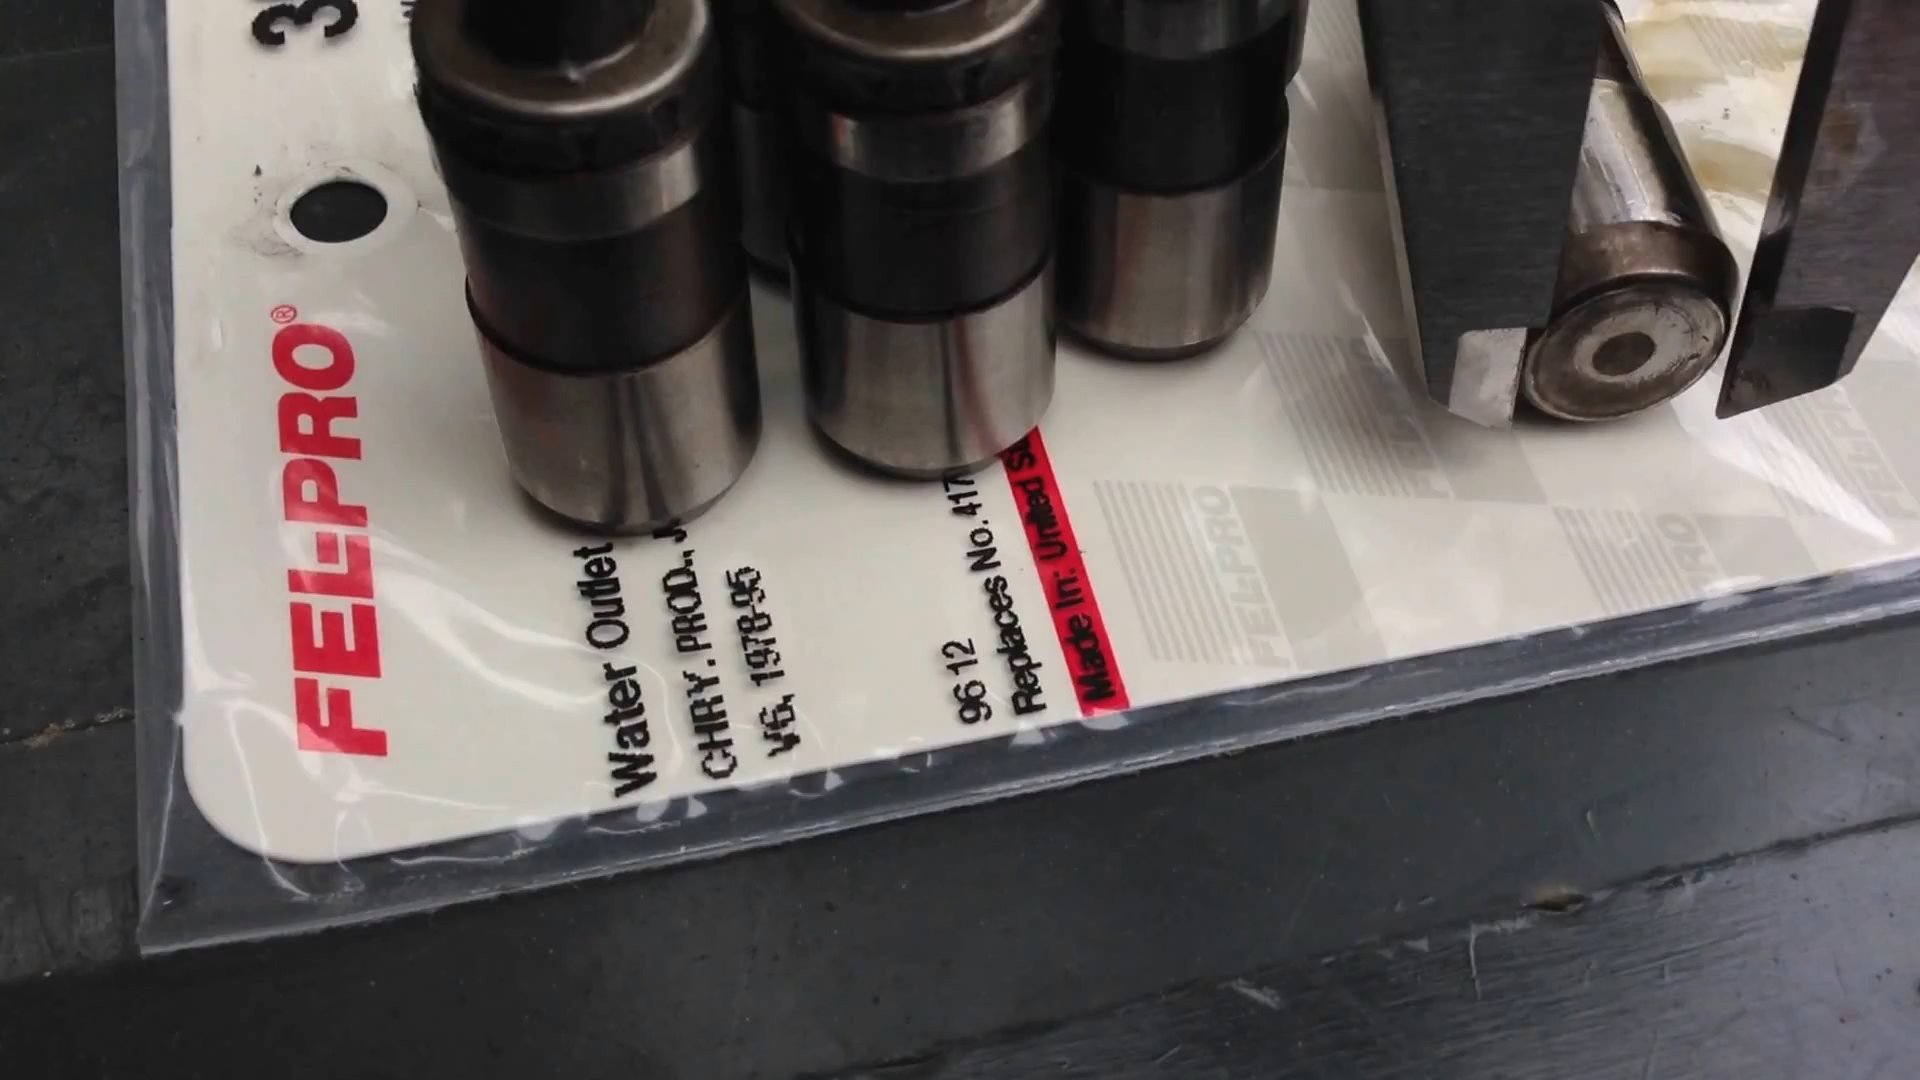 3
FEL-PRO®
Water Outlet
CHRY. PROD., J
V6, 1978-95
96 12
Replaces No. 417
Made In: United S
FEL-PRO